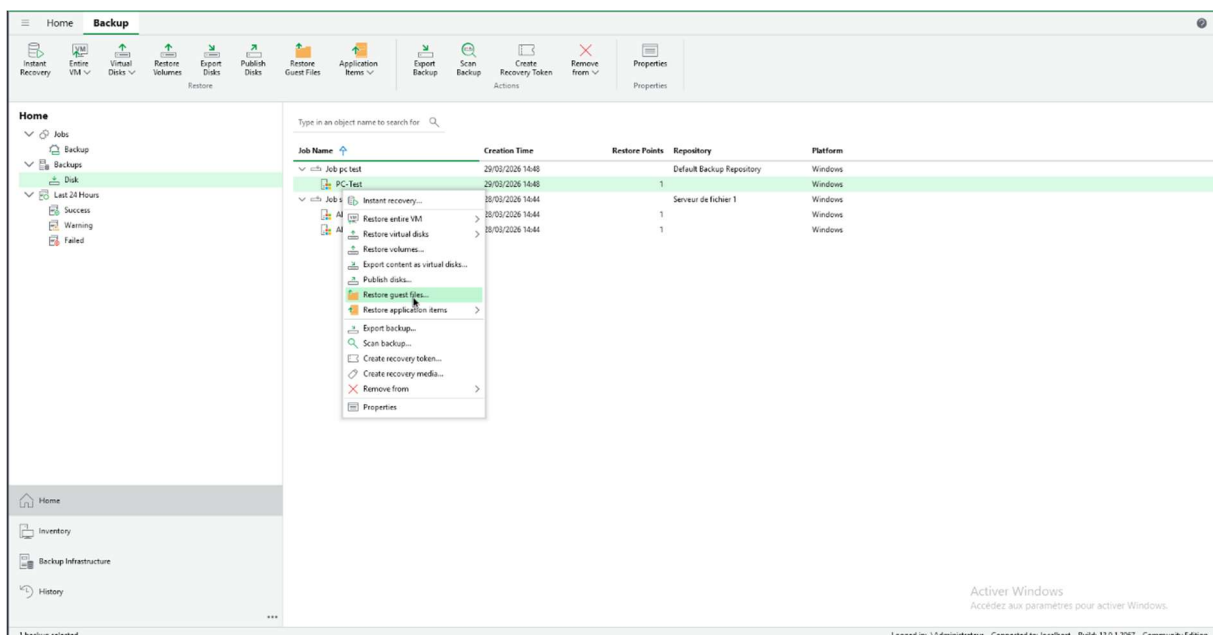 Home Backup
Instant Recovery
Entire VM
Virtual Disks
Restore Volumes
Export Disks
Publish Disks
Restore Guest Files
Application Items
Export Backup
Scan Backup
Create Recovery Token
Remove from
Properties
Restore Actions Properties
Home
Jobs
Backup
Backups
Disk
Last 24 Hours
Success
Warning
Failed
Type in an object name to search for
Job Name Creation Time Restore Points Repository Platform
Job pc test 29/03/2026 14:48 Default Backup Repository Windows
PC-Test 29/03/2026 14:48 1 Windows
Job s 28/03/2026 14:44 Serveur de fichier 1 Windows
28/03/2026 14:44 1 Windows
28/03/2026 14:44 1 Windows
Instant recovery...
Restore entire VM
Restore virtual disks
Restore volumes...
Export content as virtual disks...
Publish disks...
Restore guest files...
Restore application items
Export backup...
Scan backup...
Create recovery token...
Create recovery media...
Remove from
Properties
Home
Inventory
Backup Infrastructure
History
Activer Windows
Accédez aux paramètres pour activer Windows.
1 backup selected